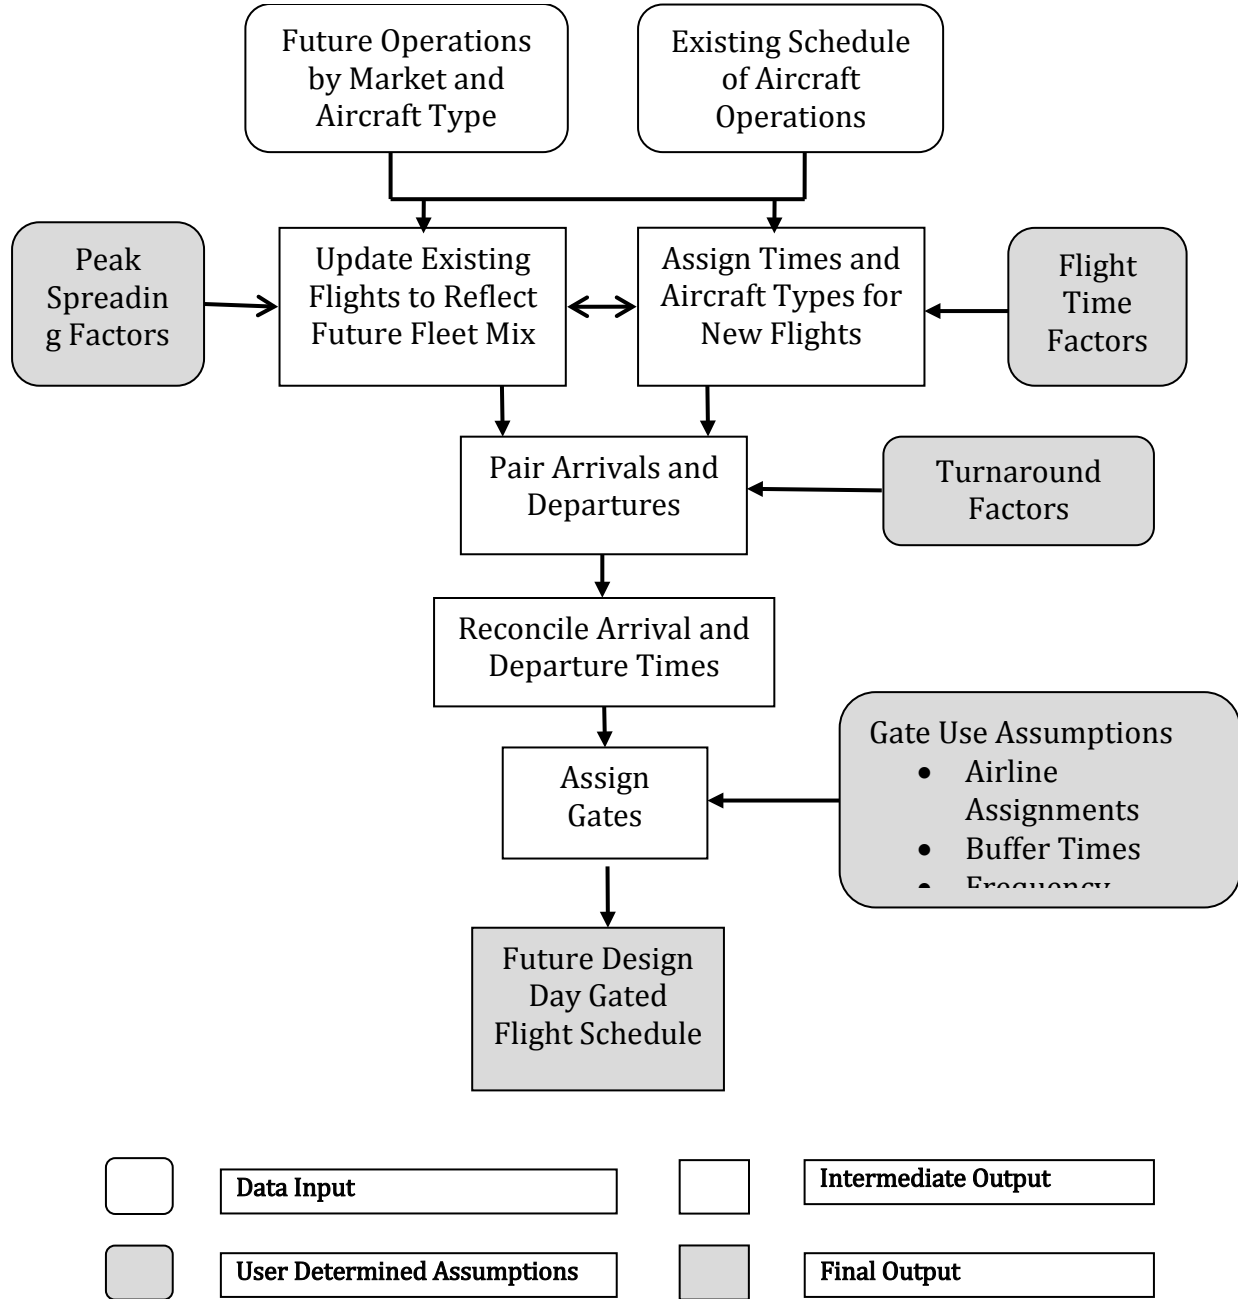 Future Operations
by Market and
Aircraft Type
Existing Schedule
of Aircraft
Operations
Peak
Spreadin
g Factors
Update Existing
Flights to Reflect
Future Fleet Mix
Assign Times and
Aircraft Types for
New Flights
Flight
Time
Factors
Pair Arrivals and
Departures
Turnaround
Factors
Reconcile Arrival and
Departure Times
Gate Use Assumptions
• Airline
Assignments
• Buffer Times
• Frequency
Assign
Gates
Future Design
Day Gated
Flight Schedule
Data Input
Intermediate Output
User Determined Assumptions
Final Output